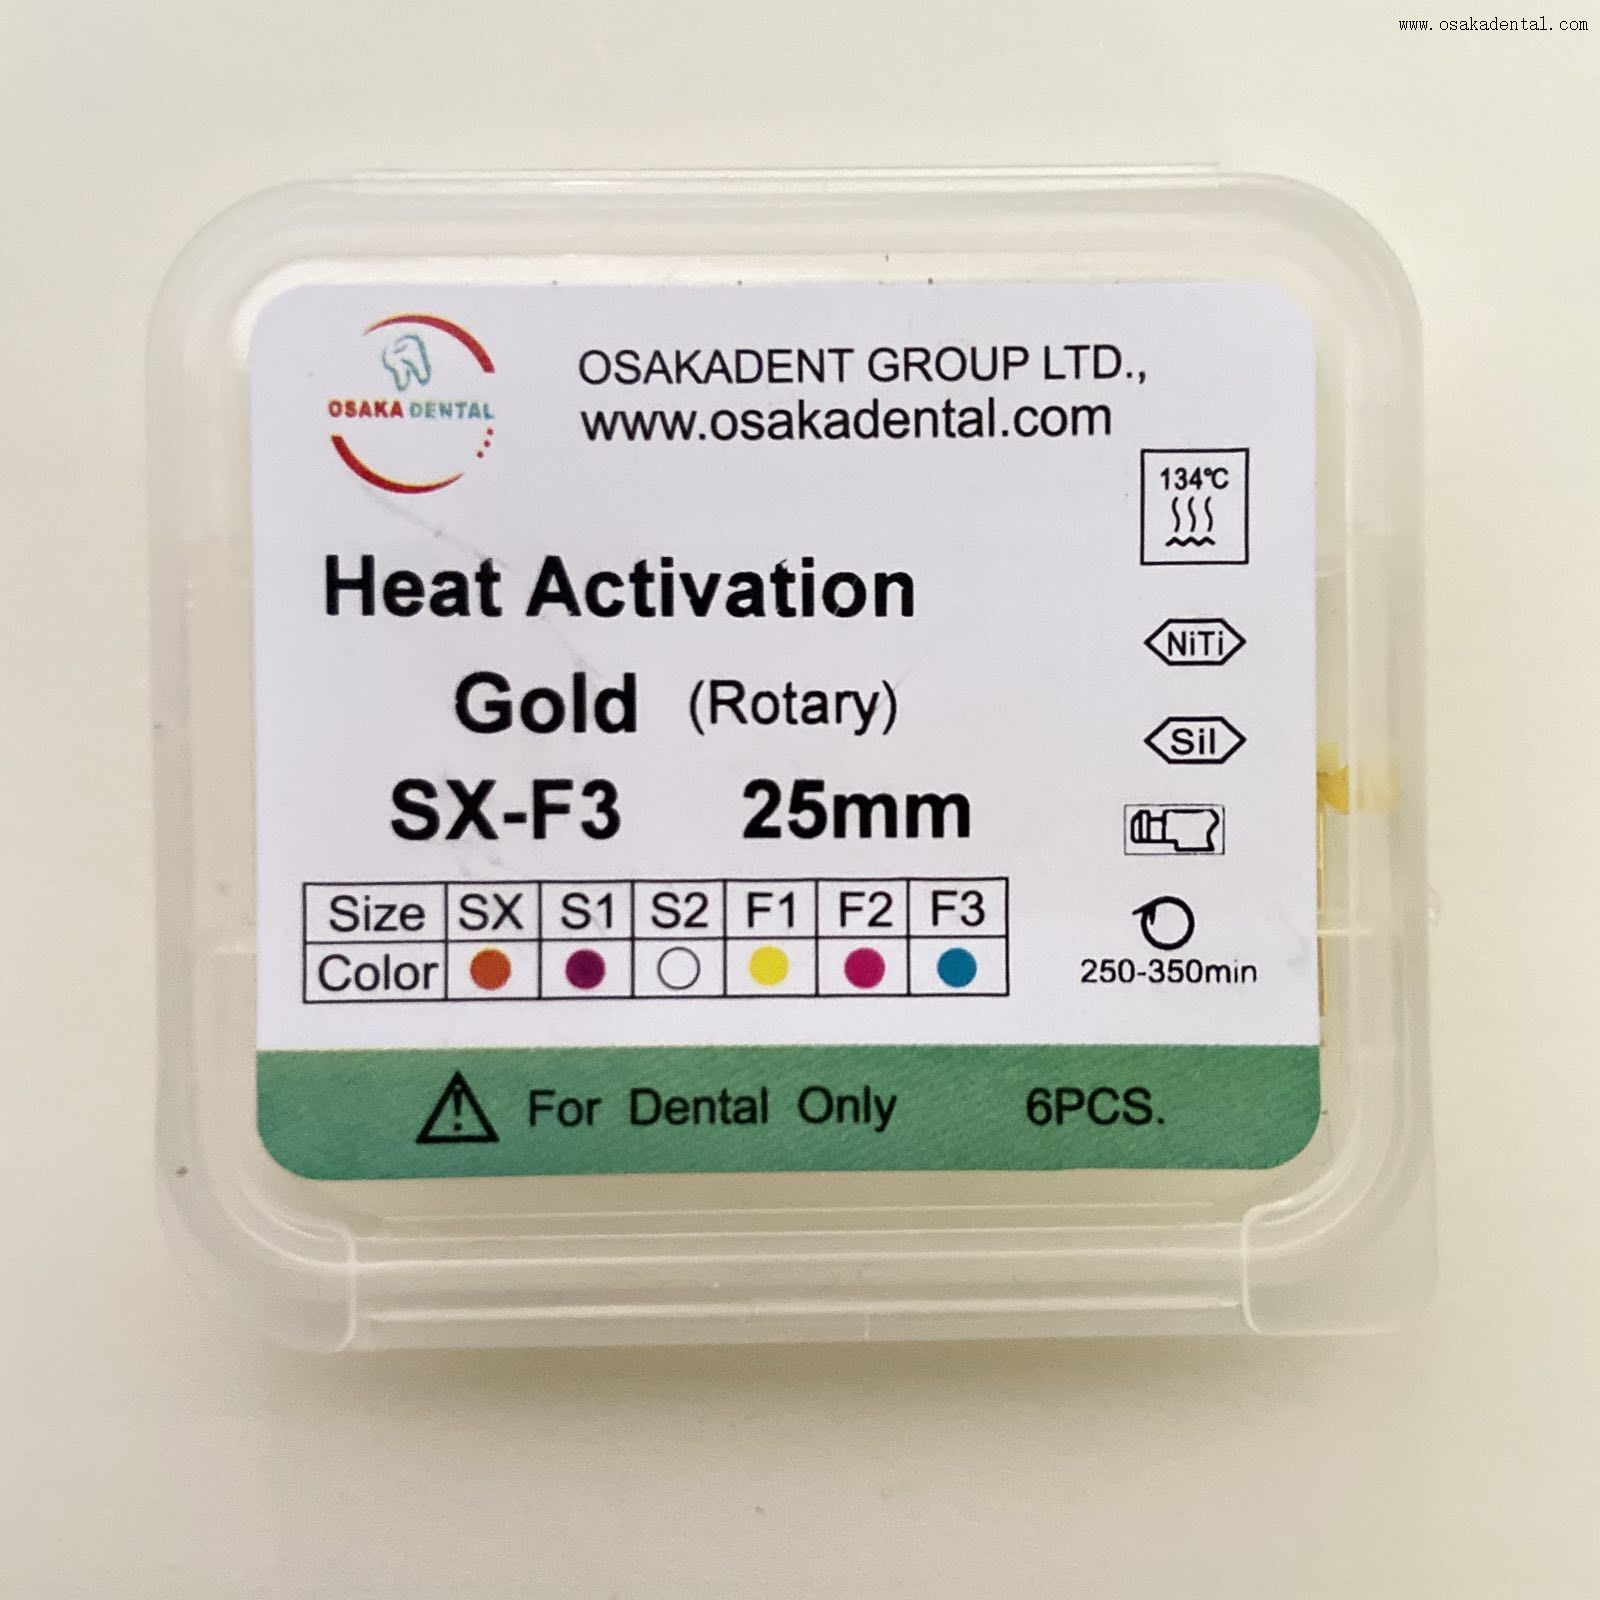 www.osakadental.com
OSAKA DENTAL
OSAKADENT GROUP LTD.,
www.osakadental.com
134℃
Heat Activation
NiTi
Gold (Rotary)
Sil
SX-F3 25mm
Size SX S1 S2 F1 F2 F3
Color
250-350min
! For Dental Only 6PCS.